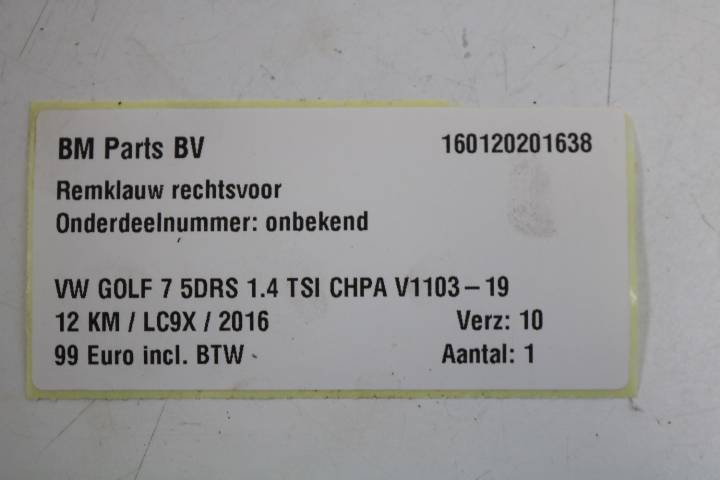 BM Parts BV 160120201638
Remklauw rechtsvoor
Onderdeelnummer: onbekend
VW GOLF 7 5DRS 1.4 TSI CHPA V1103-19
12 KM / LC9X / 2016 Verz: 10
99 Euro incl. BTW Aantal: 1